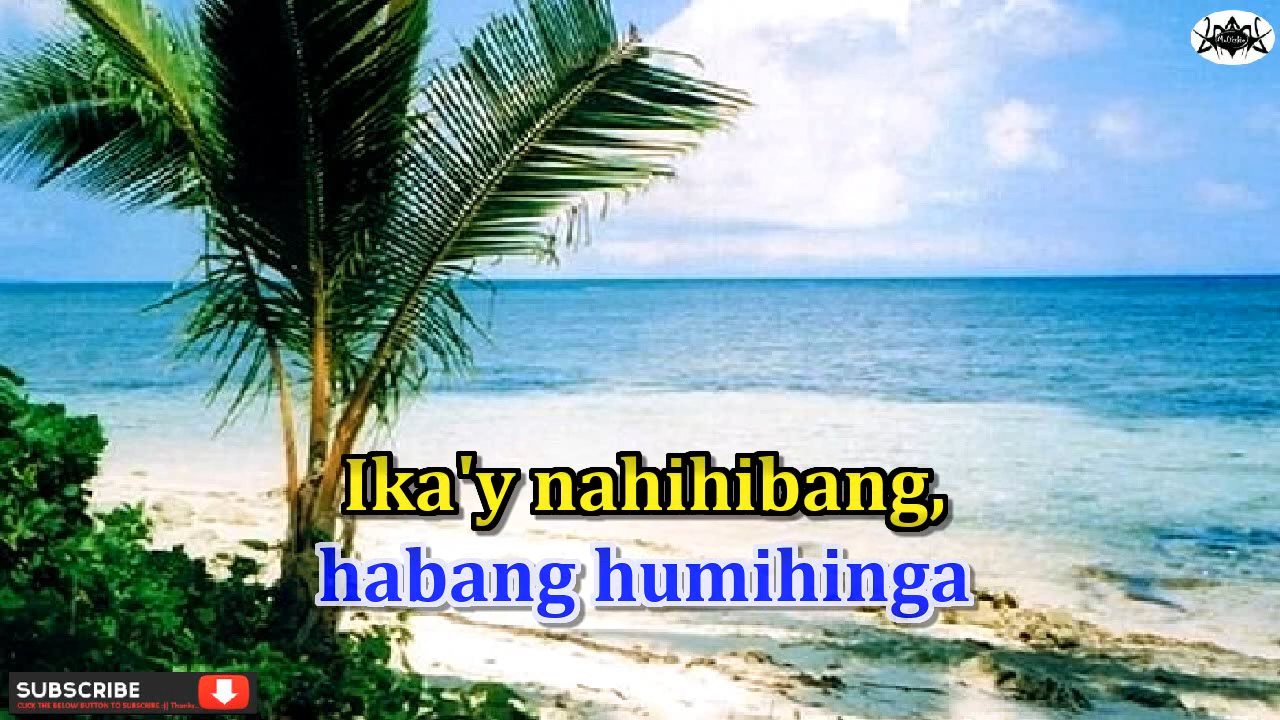 Ika'y nahihibang,
habang humihinga
SUBSCRIBE
CLICK THE BELOW BUTTON TO SUBSCRIBE :)) Thanks..